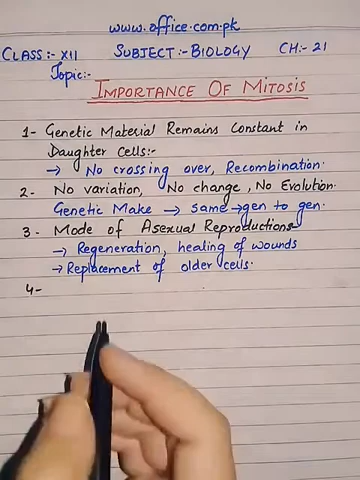 www.office.com.pk
CLASS:- XII SUBJECT:- BIOLOGY CH:- 21
Topic:-
IMPORTANCE OF MITOSIS
1- Genetic Material Remains Constant in
Daughter Cells:-
→ No crossing over, Recombination.
2- No variation, No change, No Evolution.
Genetic Make → same → gen to gen.
3- Mode of Asexual Reproductions
→ Regeneration, healing of wounds
→ Replacement of older cells.
4-